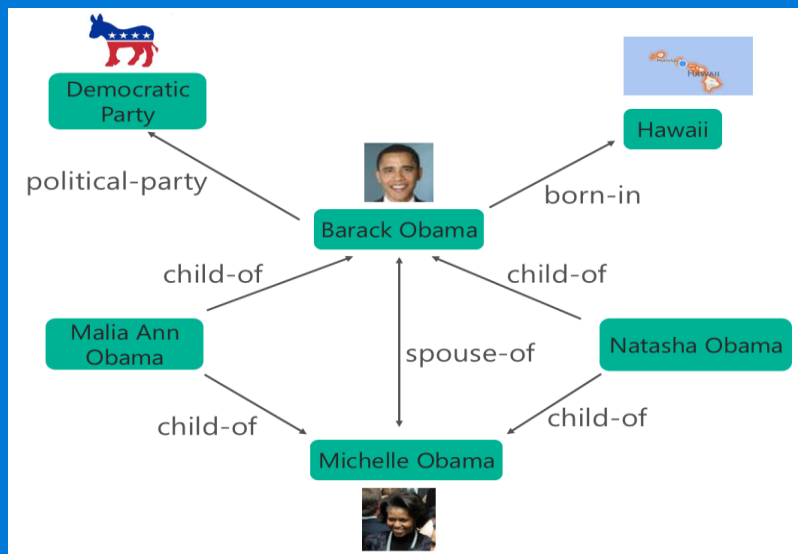 Democratic
Party
HAWAII
Hawaii
political-party
born-in
Barack Obama
child-of
child-of
Malia Ann
Obama
spouse-of
Natasha Obama
child-of
child-of
Michelle Obama